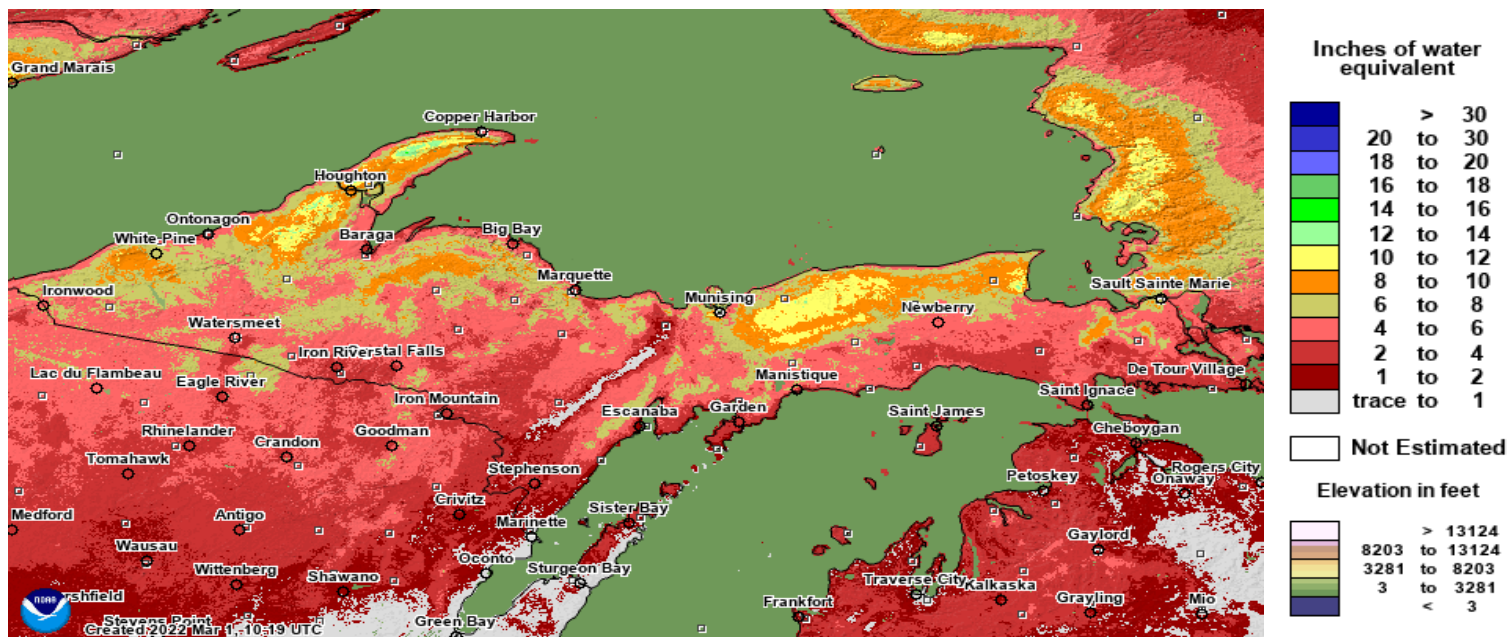 Grand Marais
Copper Harbor
Houghton
Ontonagon
White Pine
Baraga
Big Bay
Ironwood
Marquette
Munising
Sault Sainte Marie
Newberry
Watersmeet
Iron River
Crystal Falls
Lac du Flambeau
Eagle River
Manistique
De Tour Village
Iron Mountain
Saint Ignace
Escanaba
Garden
Saint James
Rhinelander
Crandon
Goodman
Cheboygan
Tomahawk
Stephenson
Petoskey
Rogers City
Onaway
Medford
Antigo
Crivitz
Marinette
Sister Bay
Gaylord
Wausau
Oconto
Wittenberg
Shawano
Sturgeon Bay
Traverse City
Kalkaska
NOAA
rshfield
Stevens Point
Frankfort
Grayling
Mio
Green Bay
Created 2022 Mar 1, 10:19 UTC
Inches of water
equivalent
> 30
20 to 30
18 to 20
16 to 18
14 to 16
12 to 14
10 to 12
8 to 10
6 to 8
4 to 6
2 to 4
1 to 2
trace to 1
Not Estimated
Elevation in feet
> 13124
8203 to 13124
3281 to 8203
3 to 3281
< 3